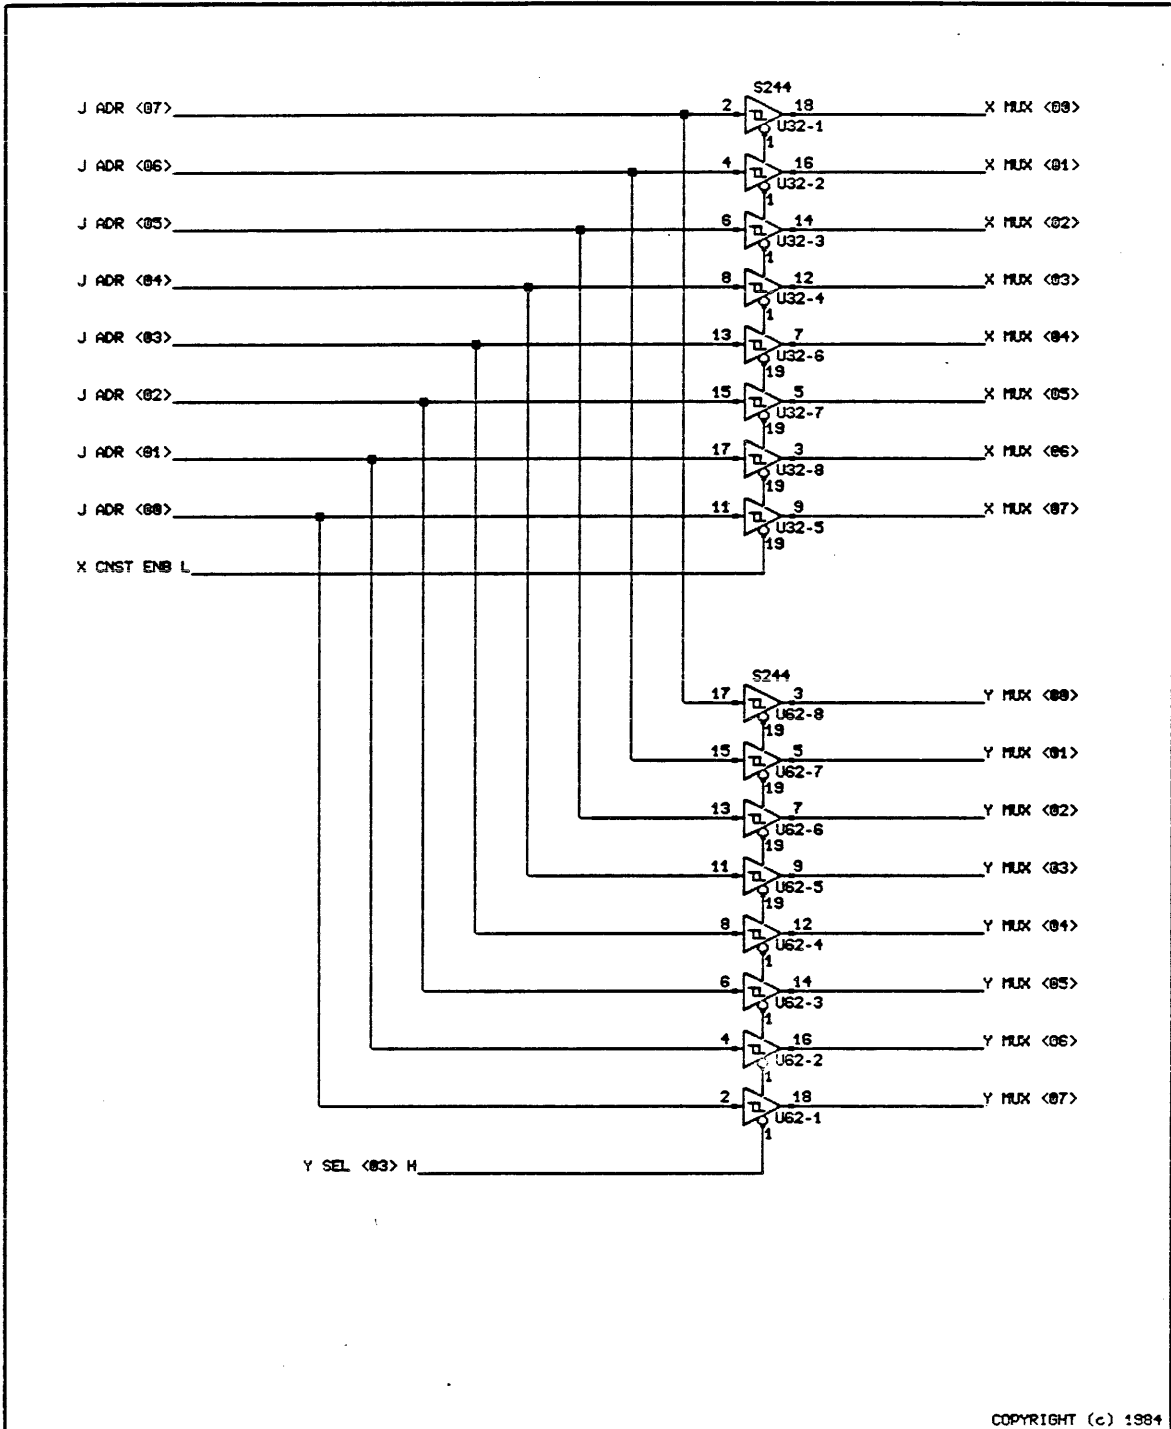 S244
J ADR <07> 2 18 X MUX <00>
U32-1
1
J ADR <06> 4 16 X MUX <01>
U32-2
1
J ADR <05> 6 14 X MUX <02>
U32-3
1
J ADR <04> 8 12 X MUX <03>
U32-4
1
J ADR <03> 13 7 X MUX <04>
U32-6
19
J ADR <02> 15 5 X MUX <05>
U32-7
19
J ADR <01> 17 3 X MUX <06>
U32-8
19
J ADR <00> 11 9 X MUX <07>
U32-5
19
X CNST ENB L
S244
17 3 Y MUX <00>
U62-8
19
15 5 Y MUX <01>
U62-7
19
13 7 Y MUX <02>
U62-6
19
11 9 Y MUX <03>
U62-5
19
8 12 Y MUX <04>
U62-4
1
6 14 Y MUX <05>
U62-3
1
4 16 Y MUX <06>
U62-2
1
2 18 Y MUX <07>
U62-1
1
Y SEL <03> H
COPYRIGHT (c) 1984